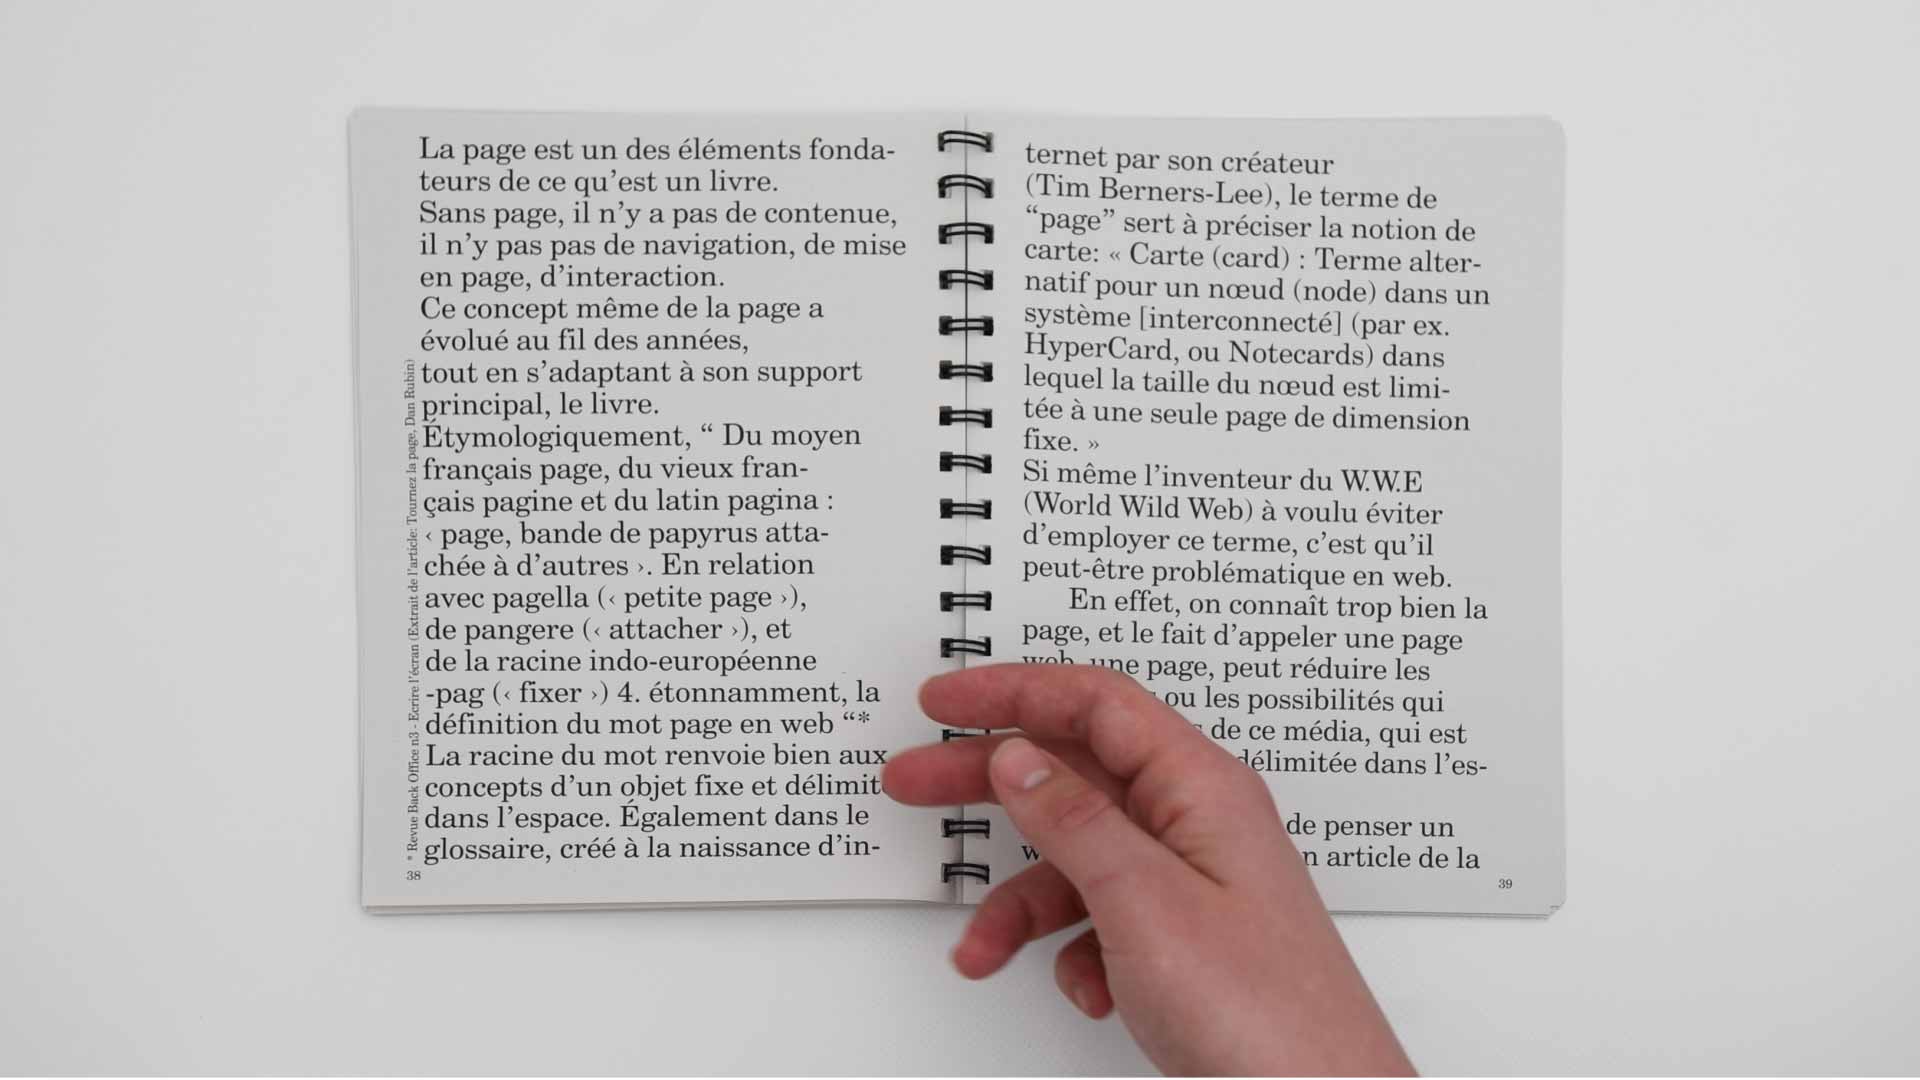 La page est un des éléments fonda-
teurs de ce qu’est un livre.
Sans page, il n’y a pas de contenue,
il n’y pas pas de navigation, de mise
en page, d’interaction.
Ce concept même de la page a
évolué au fil des années,
tout en s’adaptant à son support
principal, le livre.
Étymologiquement, “ Du moyen
français page, du vieux fran-
çais pagine et du latin pagina :
‹ page, bande de papyrus atta-
chée à d’autres ›. En relation
avec pagella (‹ petite page ›),
de pangere (‹ attacher ›), et
de la racine indo-européenne
-pag (‹ fixer ›) 4. étonnamment, la
définition du mot page en web “*
La racine du mot renvoie bien aux
concepts d’un objet fixe et délimit
dans l’espace. Également dans le
glossaire, créé à la naissance d’in-
* Revue Back Office n3 - Ecrire l’écran (Extrait de l’article: Tournez la page, Dan Rubin)
38
ternet par son créateur
(Tim Berners-Lee), le terme de
“page” sert à préciser la notion de
carte: « Carte (card) : Terme alter-
natif pour un nœud (node) dans un
système [interconnecté] (par ex.
HyperCard, ou Notecards) dans
lequel la taille du nœud est limi-
tée à une seule page de dimension
fixe. »
Si même l’inventeur du W.W.E
(World Wild Web) à voulu éviter
d’employer ce terme, c’est qu’il
peut-être problématique en web.
En effet, on connaît trop bien la
page, et le fait d’appeler une page
web, une page, peut réduire les
ou les possibilités qui
de ce média, qui est
délimitée dans l’es-
de penser un
article de la
39